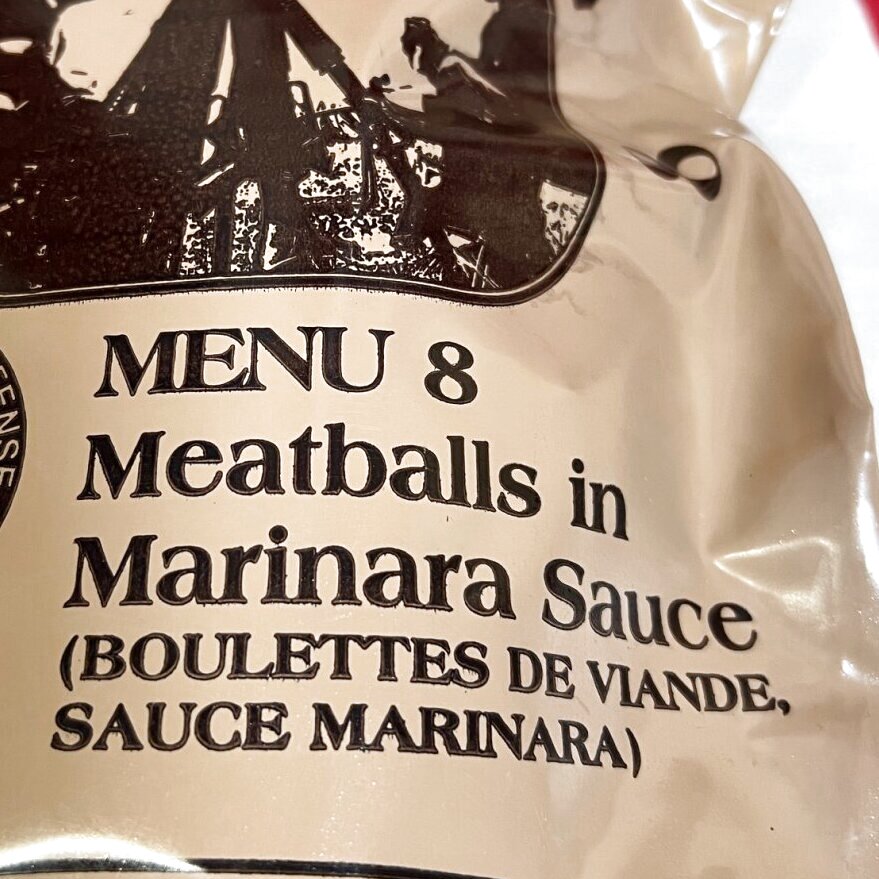 MENU 8
Meatballs in
Marinara Sauce
(BOULETTES DE VIANDE,
SAUCE MARINARA)